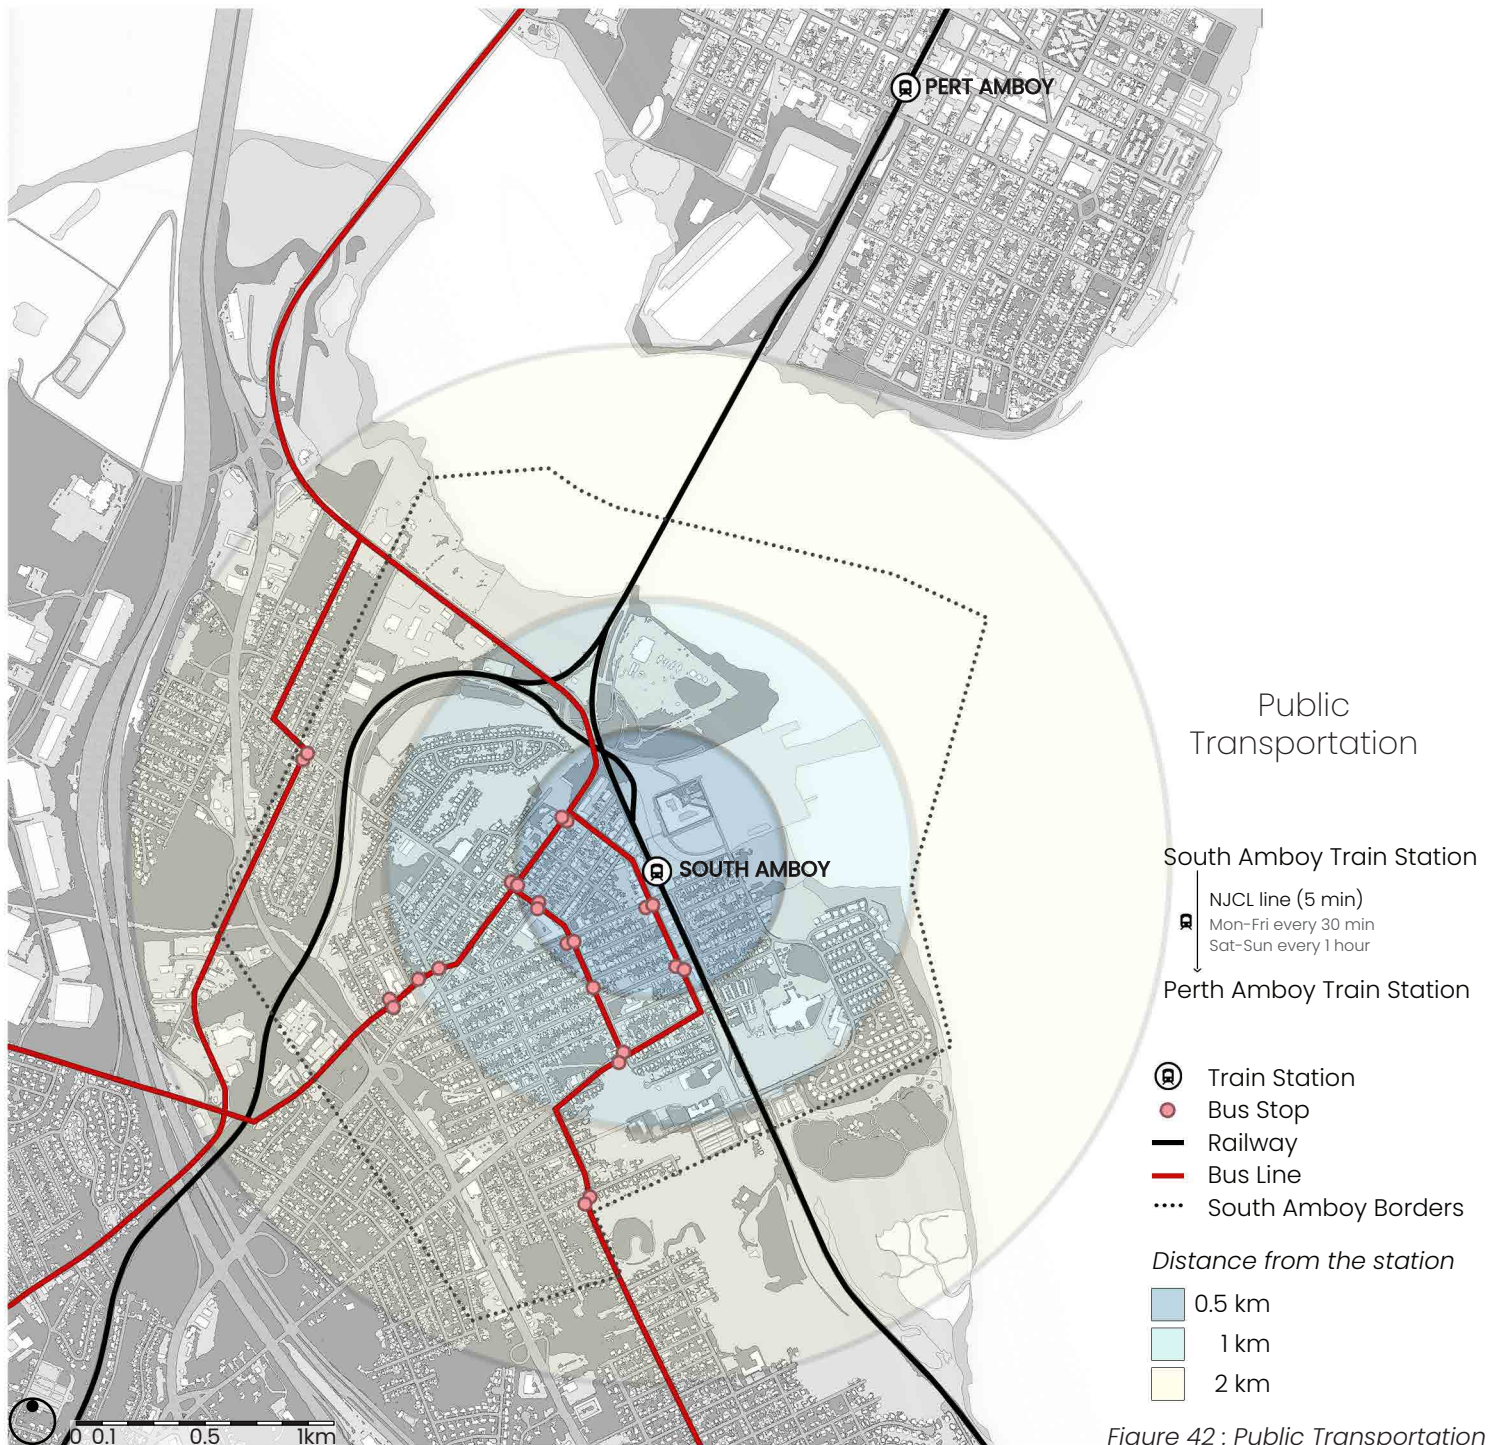 PERT AMBOY
SOUTH AMBOY
Public
Transportation
South Amboy Train Station
NJCL line (5 min)
Mon-Fri every 30 min
Sat-Sun every 1 hour
Perth Amboy Train Station
Train Station
Bus Stop
Railway
Bus Line
South Amboy Borders
Distance from the station
0.5 km
1 km
2 km
0 0.1 0.5 1km
Figure 42 : Public Transportation